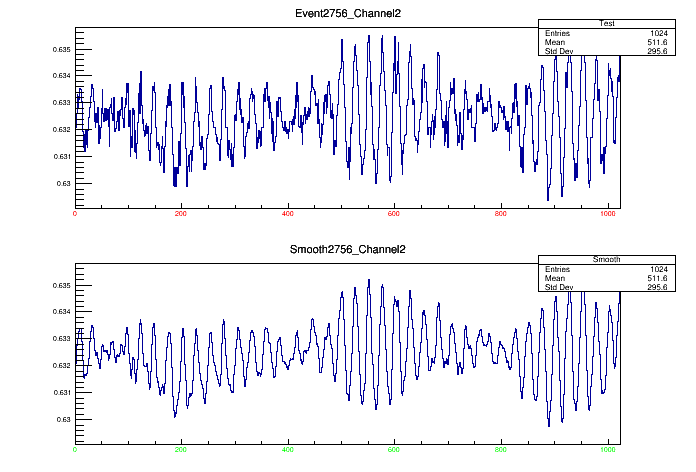 Event2756_Channel2
Test
Entries 1024
Mean 511.6
Std Dev 295.6
0.635
0.634
0.633
0.632
0.631
0.63
0 200 400 600 800 1000
Smooth2756_Channel2
Smooth
Entries 1024
Mean 511.6
Std Dev 295.6
0.635
0.634
0.633
0.632
0.631
0.63
0 200 400 600 800 1000